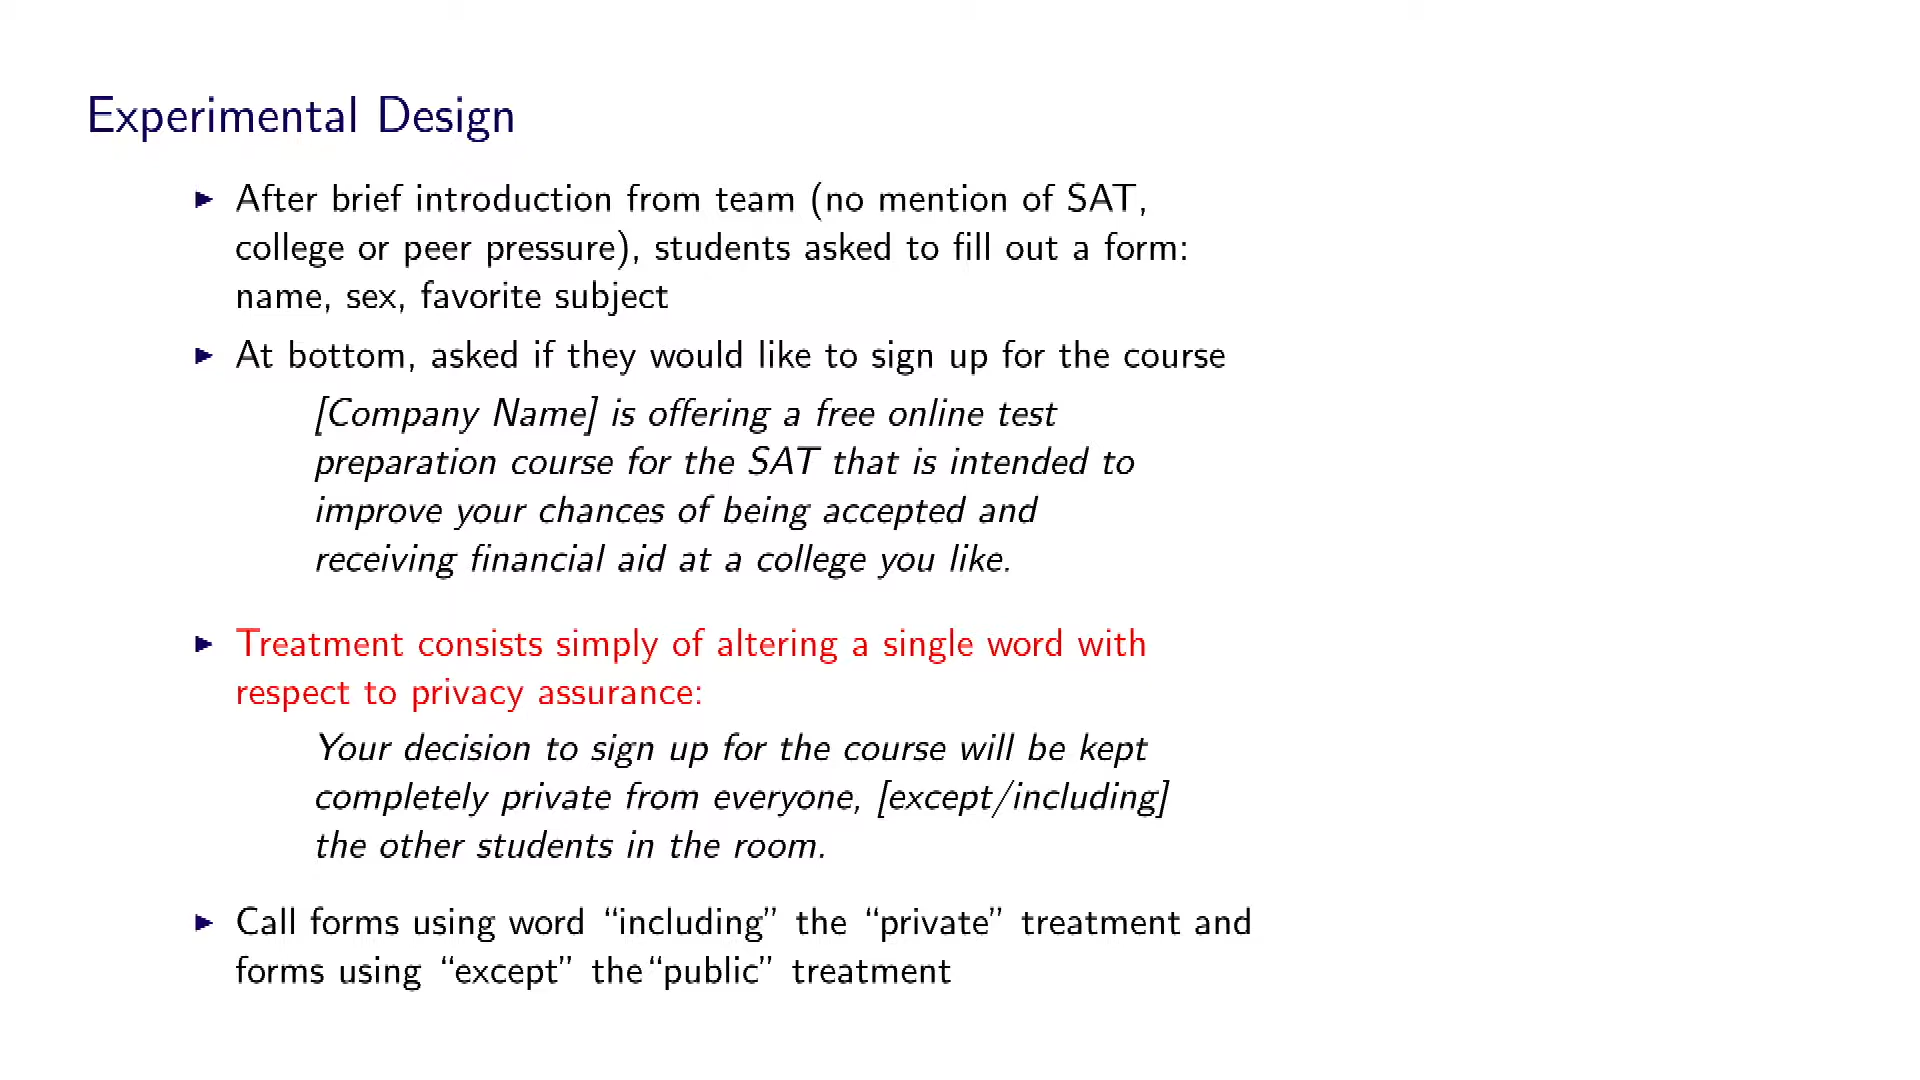 Experimental Design
▶ After brief introduction from team (no mention of SAT,
college or peer pressure), students asked to fill out a form:
name, sex, favorite subject
▶ At bottom, asked if they would like to sign up for the course
[Company Name] is offering a free online test
preparation course for the SAT that is intended to
improve your chances of being accepted and
receiving financial aid at a college you like.
▶ Treatment consists simply of altering a single word with
respect to privacy assurance:
Your decision to sign up for the course will be kept
completely private from everyone, [except/including]
the other students in the room.
▶ Call forms using word “including” the “private” treatment and
forms using “except” the“public” treatment